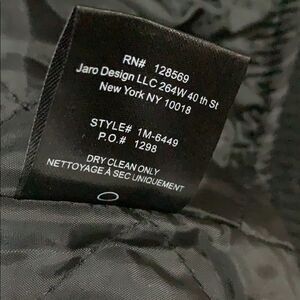 RN# 128569
Jaro Design LLC 264W 40 th St
New York NY 10018
STYLE# 1M-6449
P.O.# 1298
DRY CLEAN ONLY
NETTOYAGE À SEC UNIQUEMENT